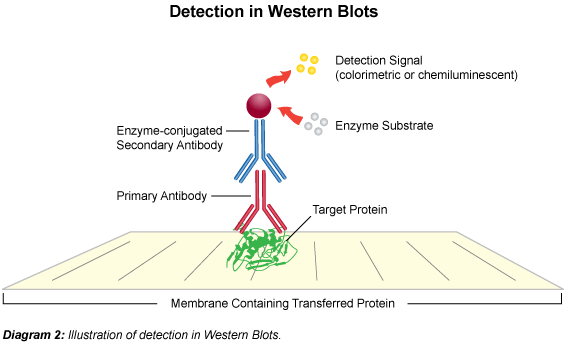 Detection in Western Blots
Detection Signal
(colorimetric or chemiluminescent)
Enzyme Substrate
Enzyme-conjugated
Secondary Antibody
Primary Antibody
Target Protein
Membrane Containing Transferred Protein
Diagram 2: Illustration of detection in Western Blots.